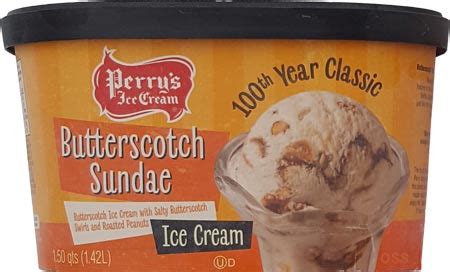 Perry's
Ice Cream
100th Year Classic
Butterscotch
Sundae
Butterscotch Ice Cream with Salty Butterscotch
Swirls and Roasted Peanuts
Ice Cream
1.50 qts (1.42L)
U D